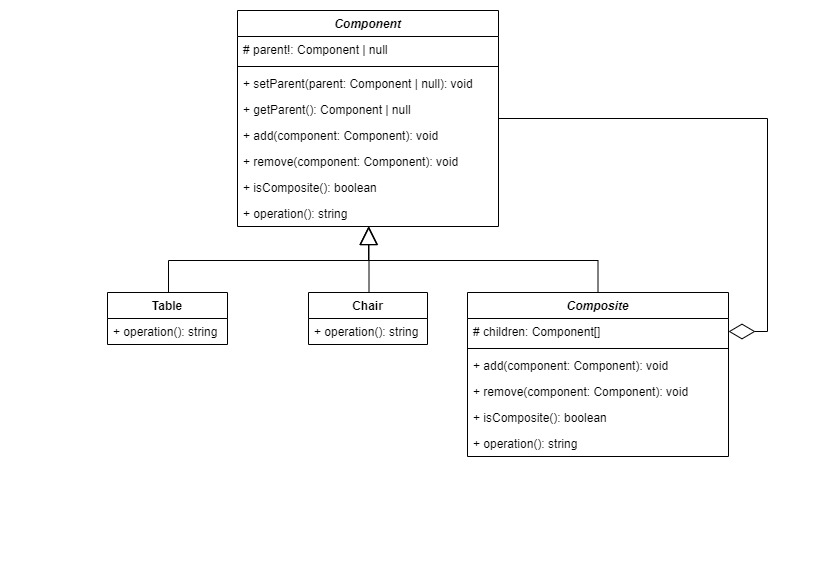 Component
# parent!: Component | null
+ setParent(parent: Component | null): void
+ getParent(): Component | null
+ add(component: Component): void
+ remove(component: Component): void
+ isComposite(): boolean
+ operation(): string
Table
+ operation(): string
Chair
+ operation(): string
Composite
# children: Component[]
+ add(component: Component): void
+ remove(component: Component): void
+ isComposite(): boolean
+ operation(): string